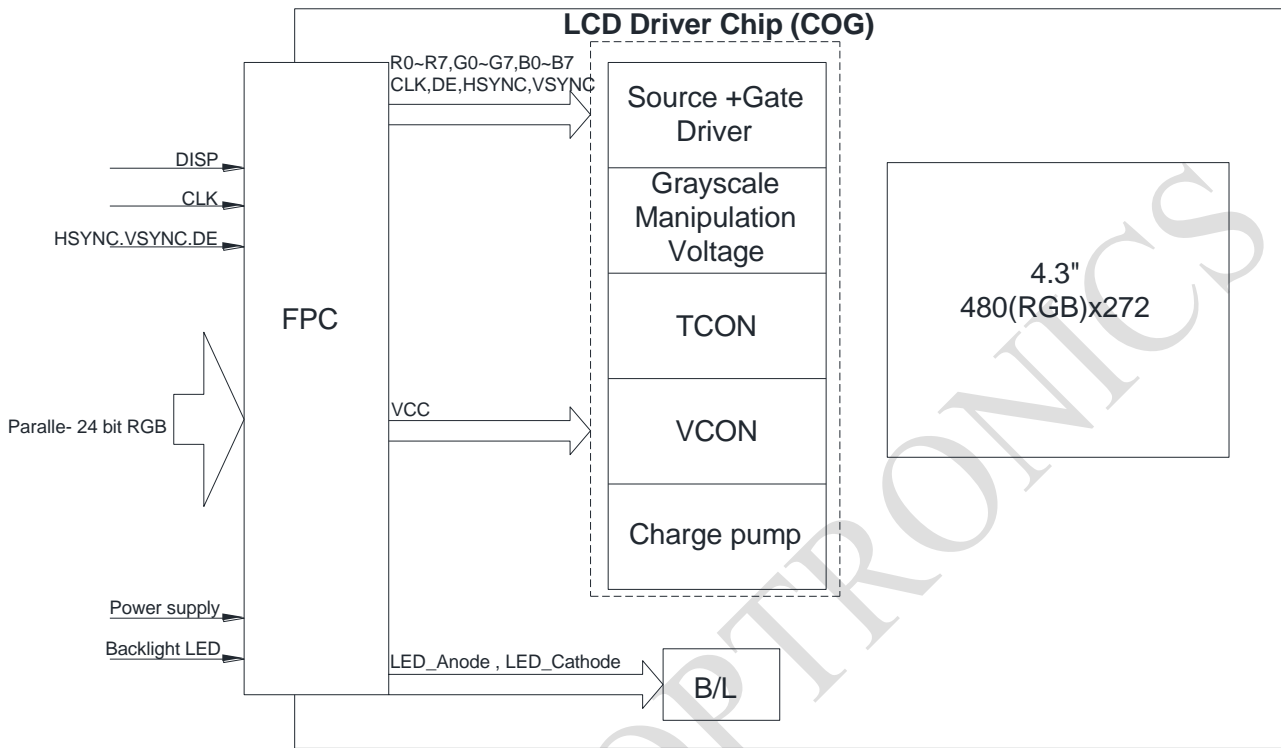 LCD Driver Chip (COG)
R0~R7,G0~G7,B0~B7
CLK,DE,HSYNC,VSYNC
Source +Gate
Driver
DISP
CLK
HSYNC.VSYNC.DE
Grayscale
Manipulation
Voltage
4.3"
480(RGB)x272
FPC
TCON
Paralle- 24 bit RGB
VCC
VCON
Charge pump
Power supply
Backlight LED
LED_Anode , LED_Cathode
B/L
OPTRONICS